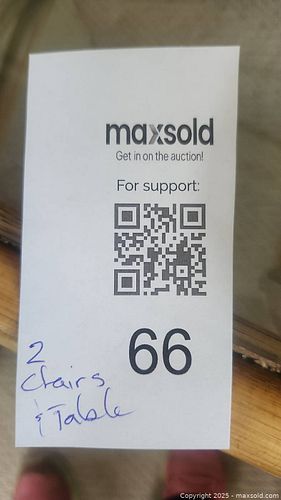 maxsold
Get in on the auction!
For support:
66
2
Chairs
& Table
Copyright 2025 - maxsold.com